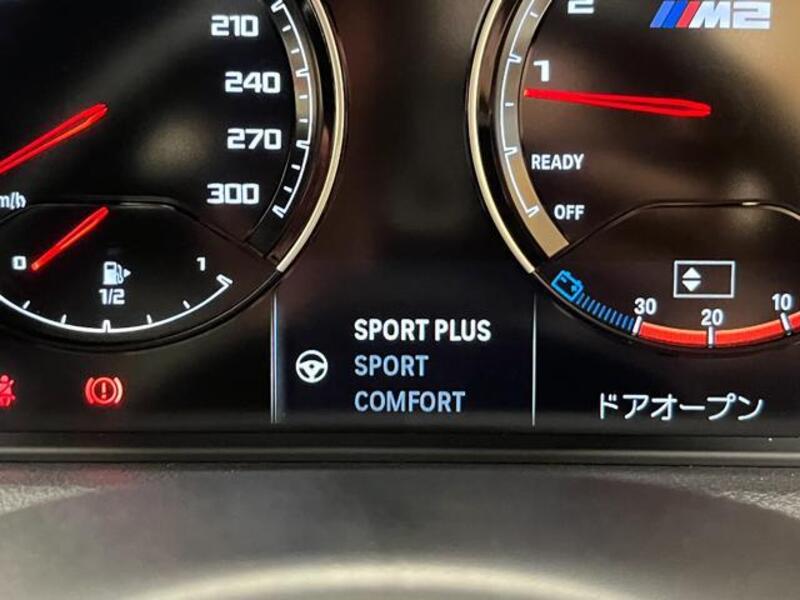 210
240
270
300
0
1/2
1
2
M2
1
READY
OFF
30
20
10
SPORT PLUS
SPORT
COMFORT
ドアオープン